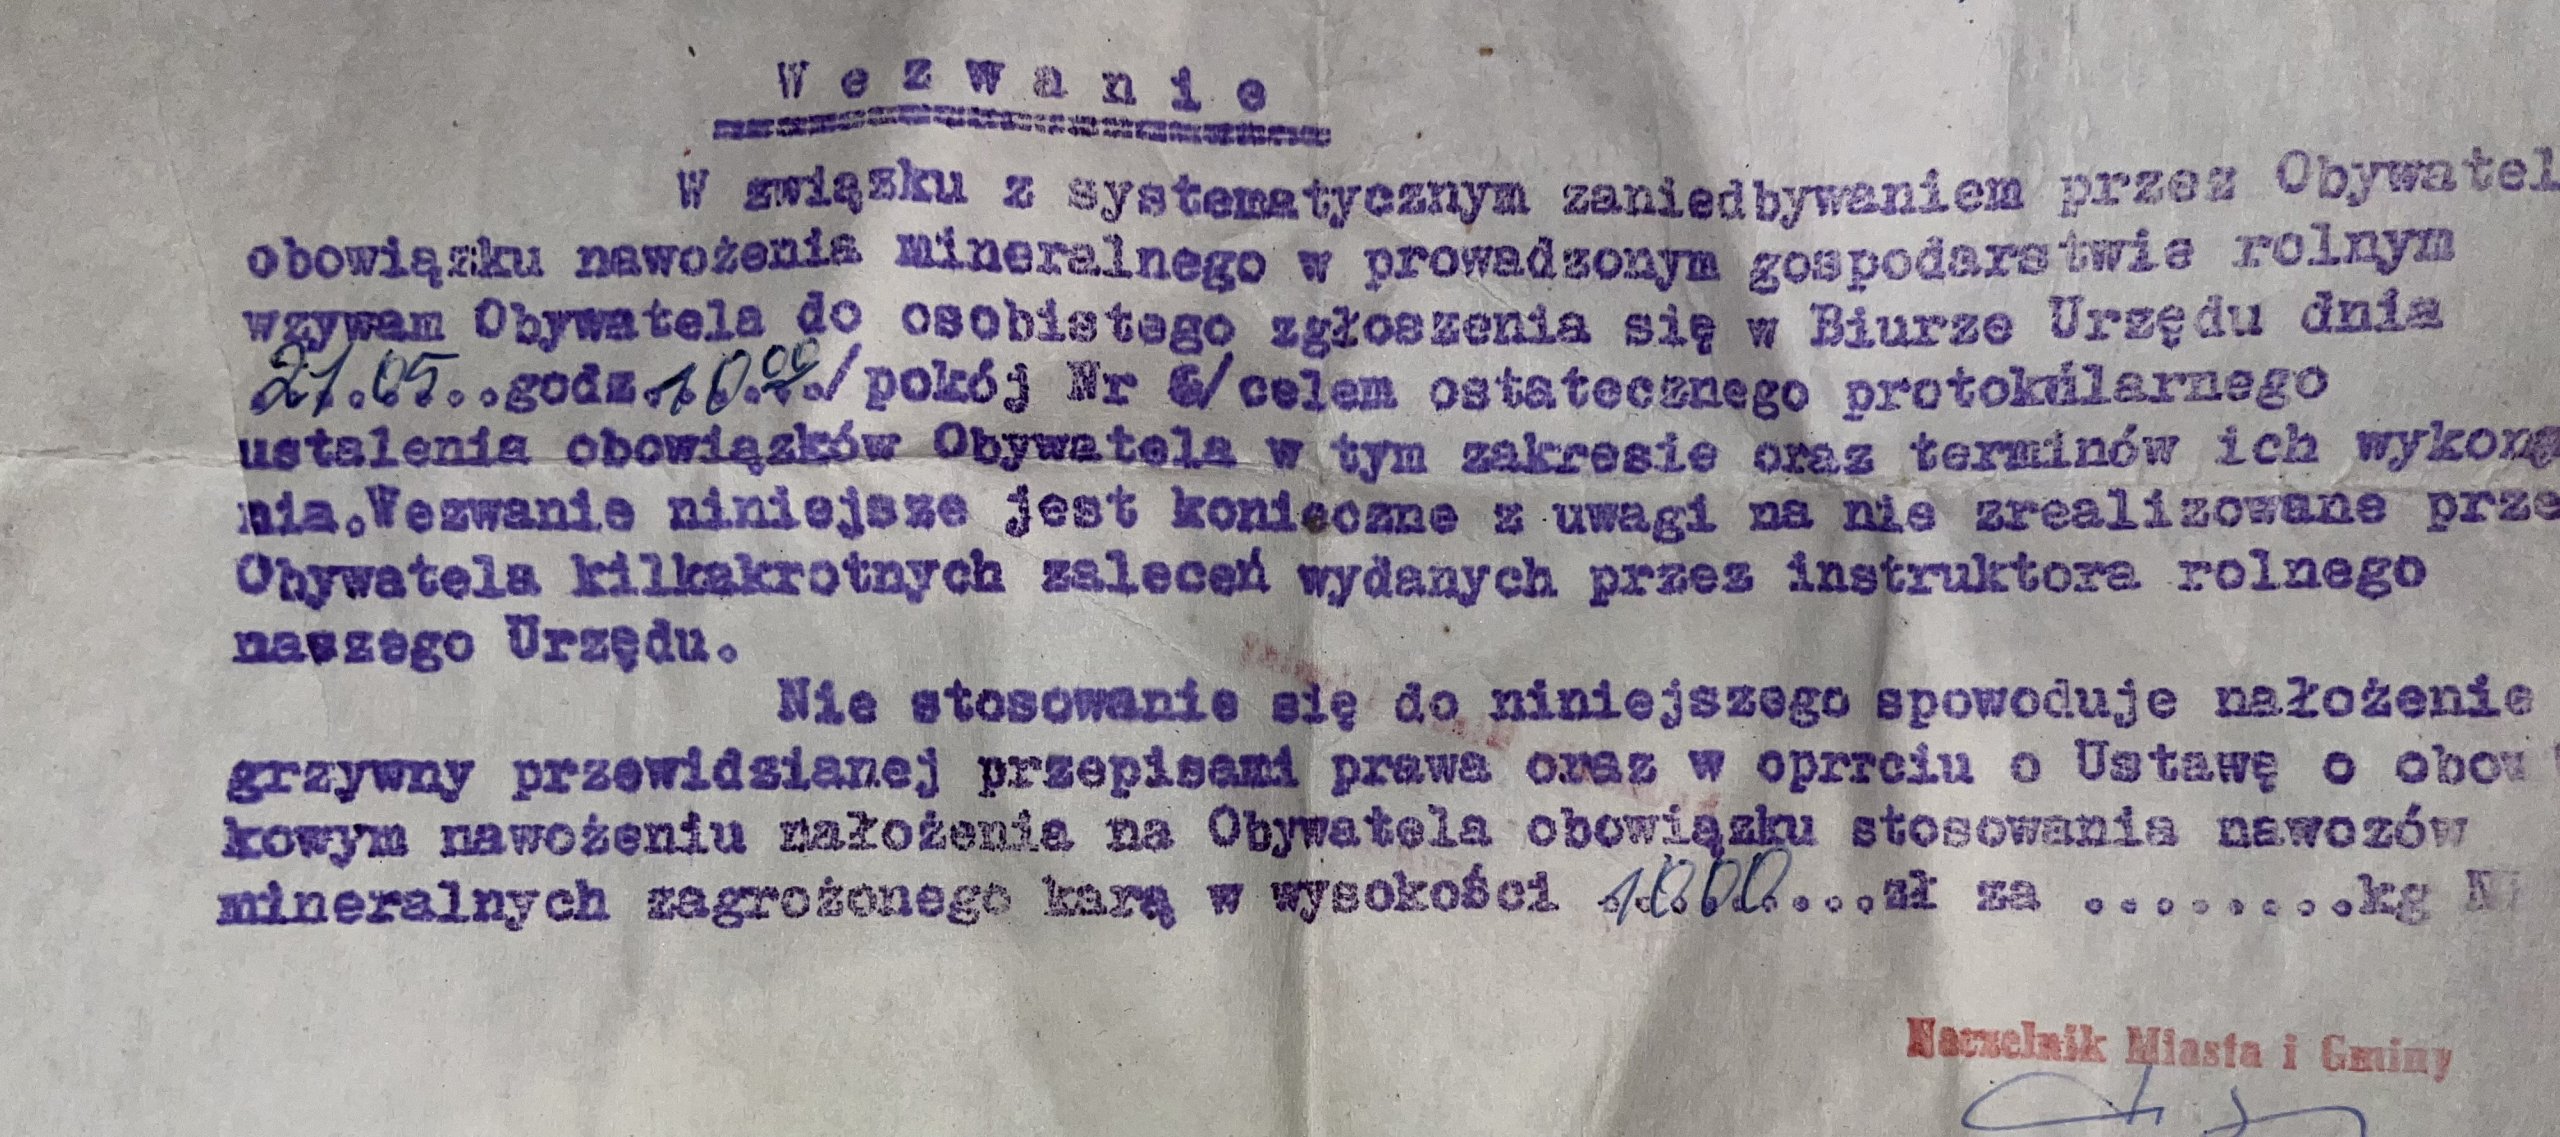 W e z w a n i e
W związku z systematycznym zaniedbywaniem przez Obywatel
obowiązku nawożenia mineralnego w prowadzonym gospodarstwie rolnym
wzywam Obywatela do osobistego zgłoszenia się w Biurze Urzędu dnia
21.05..godz.10.00./pokój Nr 6/celem ostatecznego protokólarnego
ustalenia obowiązków Obywatela w tym zakresie oraz terminów ich wykona
nia.Wezwanie niniejsze jest konieczne z uwagi na nie zrealizowane prze
Obywatela kilkakrotnych zaleceń wydanych przez instruktora rolnego
naszego Urzędu.
Nie stosowanie się do niniejszego spowoduje nałożenie
grzywny przewidzianej przepisami prawa oraz w oprrciu o Ustawę o obow
kowym nawożeniu nałożenia na Obywatela obowiązku stosowania nawozów
mineralnych zagrożonego karą w wysokości 1000...zł za .........kg
Naczelnik Miasta i Gminy